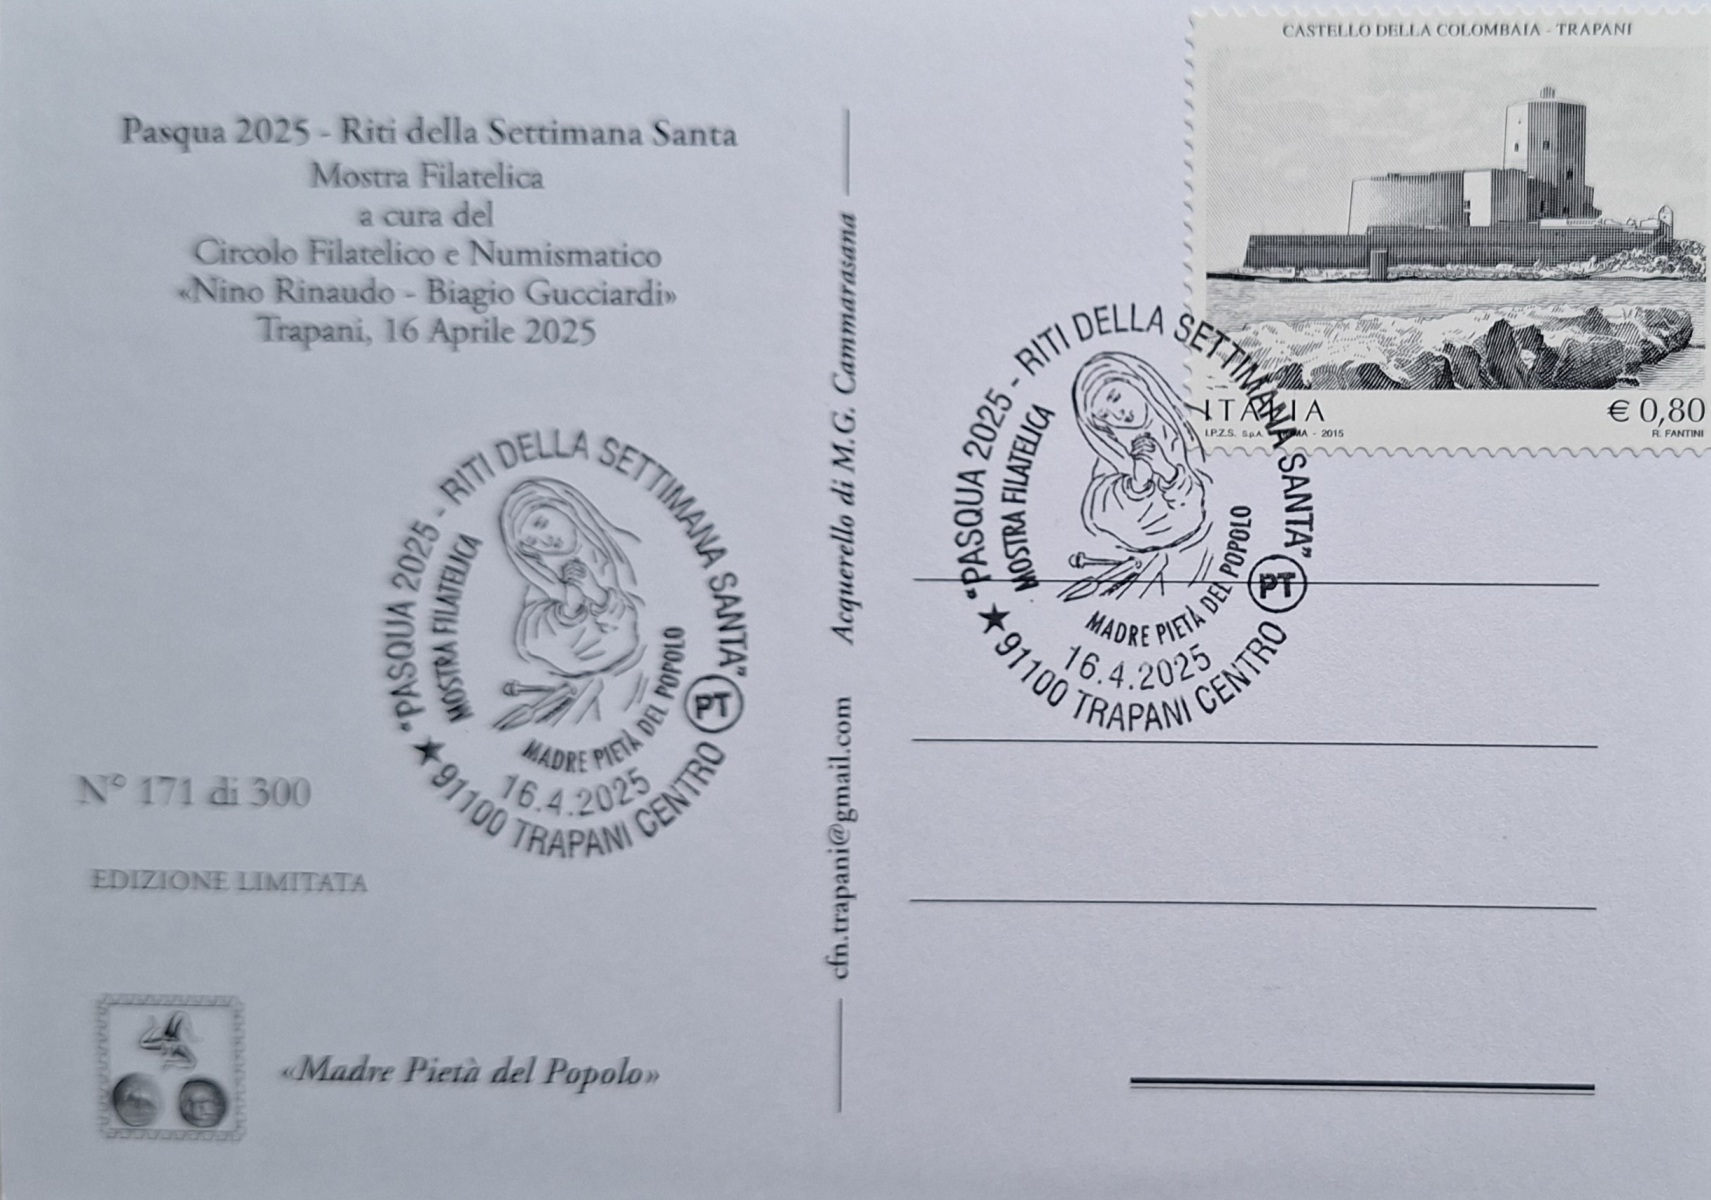 Pasqua 2025 - Riti della Settimana Santa
Mostra Filatelica
a cura del
Circolo Filatelico e Numismatico
«Nino Rinaudo - Biagio Gucciardi»
Trapani, 16 Aprile 2025
"PASQUA 2025 - RITI DELLA SETTIMANA SANTA"
MOSTRA FILATELICA
MADRE PIETÀ DEL POPOLO
16.4.2025
★ 91100 TRAPANI CENTRO
PT
N° 171 di 300
EDIZIONE LIMITATA
«Madre Pietà del Popolo»
cfn.trapani@gmail.com Acquerello di M.G. Cammarasana
CASTELLO DELLA COLOMBAIA - TRAPANI
ITALIA € 0,80
I.P.Z.S. S.p.A. - ROMA - 2015 R. FANTINI
"PASQUA 2025 - RITI DELLA SETTIMANA SANTA"
MOSTRA FILATELICA
MADRE PIETÀ DEL POPOLO
16.4.2025
★ 91100 TRAPANI CENTRO
PT